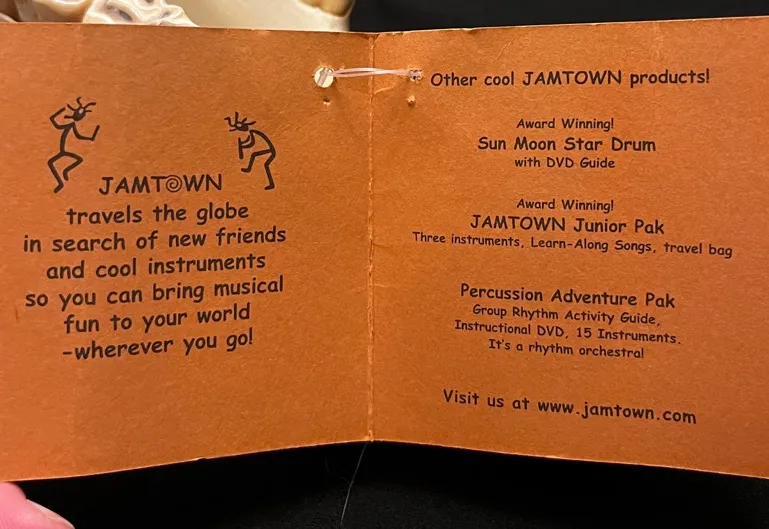 JAMTOWN
travels the globe
in search of new friends
and cool instruments
so you can bring musical
fun to your world
-wherever you go!
Other cool JAMTOWN products!
Award Winning!
Sun Moon Star Drum
with DVD Guide
Award Winning!
JAMTOWN Junior Pak
Three instruments, Learn-Along Songs, travel bag
Percussion Adventure Pak
Group Rhythm Activity Guide,
Instructional DVD, 15 Instruments.
It's a rhythm orchestra!
Visit us at www.jamtown.com